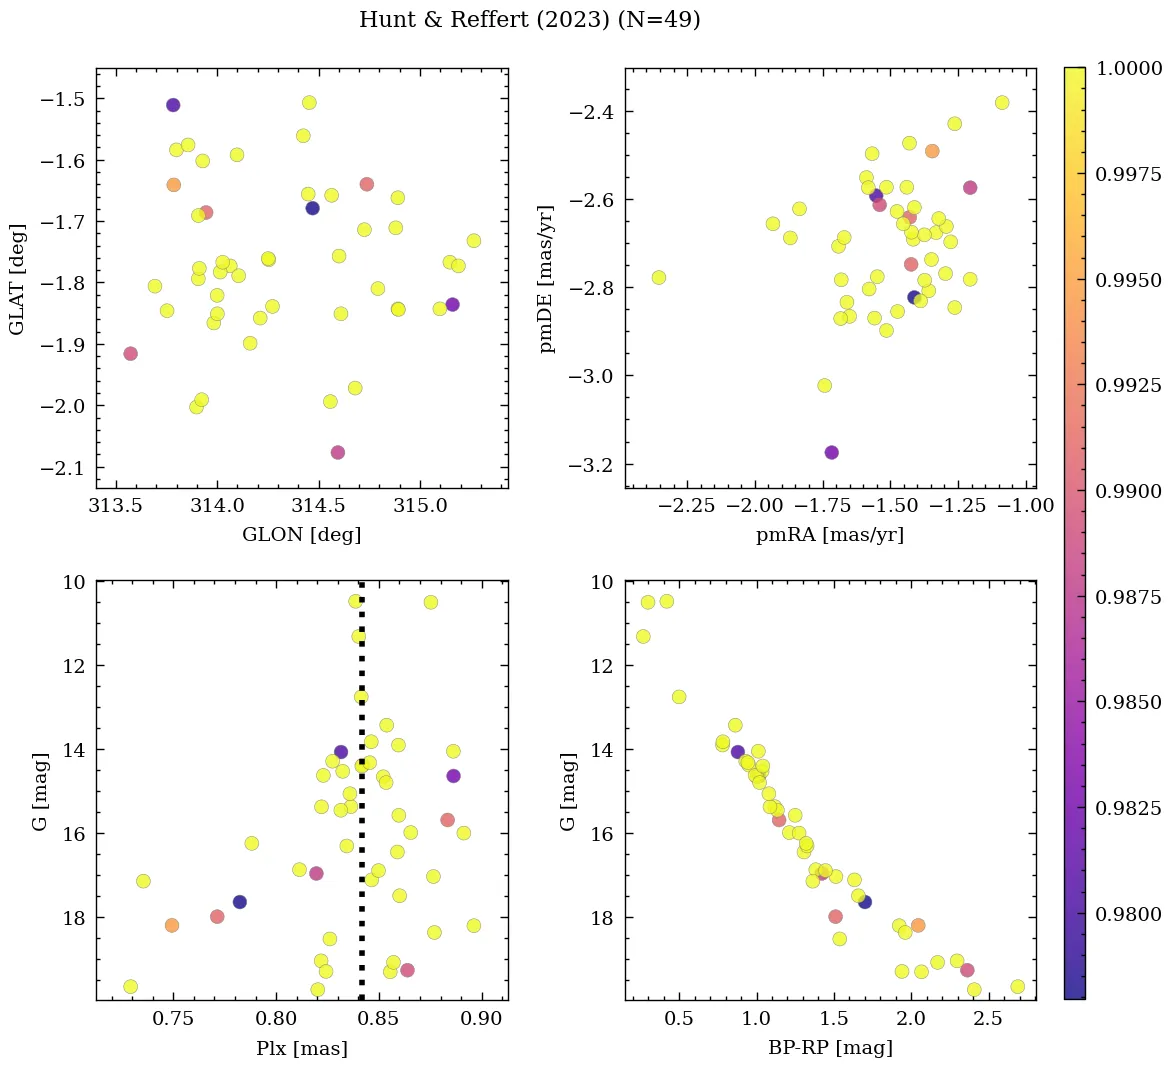 Hunt & Reffert (2023) (N=49)
−1.5
−1.6
−1.7
−1.8
−1.9
−2.0
−2.1
GLAT [deg]
313.5 314.0 314.5 315.0
GLON [deg]
−2.4
−2.6
−2.8
−3.0
−3.2
pmDE [mas/yr]
−2.25 −2.00 −1.75 −1.50 −1.25 −1.00
pmRA [mas/yr]
10
12
14
16
18
G [mag]
0.75 0.80 0.85 0.90
Plx [mas]
10
12
14
16
18
G [mag]
0.5 1.0 1.5 2.0 2.5
BP-RP [mag]
1.0000
0.9975
0.9950
0.9925
0.9900
0.9875
0.9850
0.9825
0.9800